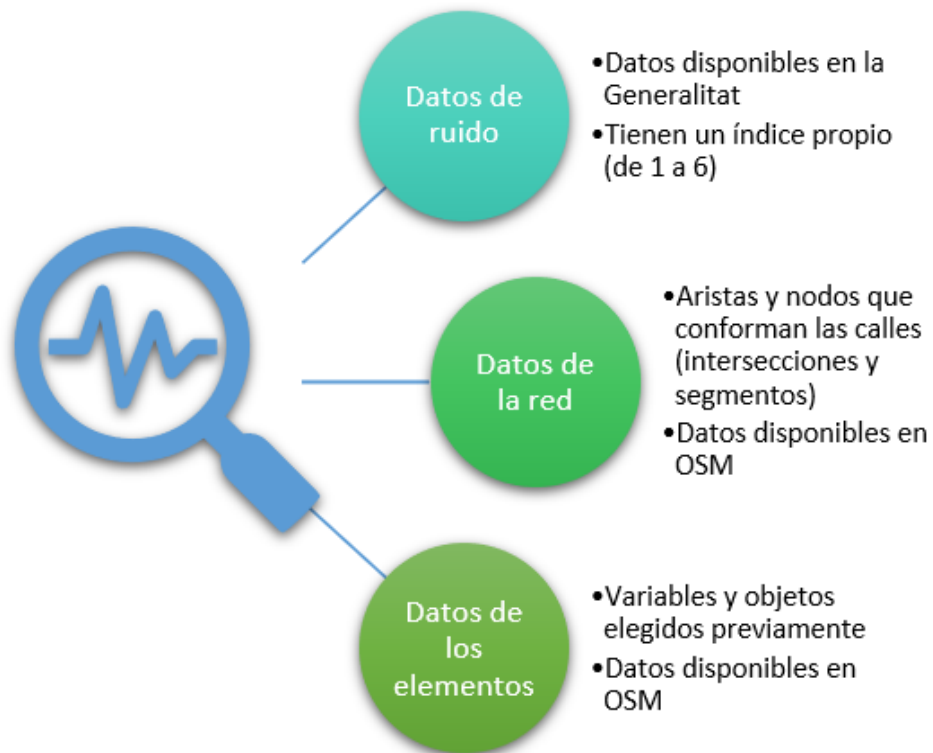 Datos de
ruido
•Datos disponibles en la
Generalitat
•Tienen un índice propio
(de 1 a 6)
Datos de
la red
•Aristas y nodos que
conforman las calles
(intersecciones y
segmentos)
•Datos disponibles en
OSM
Datos de
los
elementos
•Variables y objetos
elegidos previamente
•Datos disponibles en
OSM